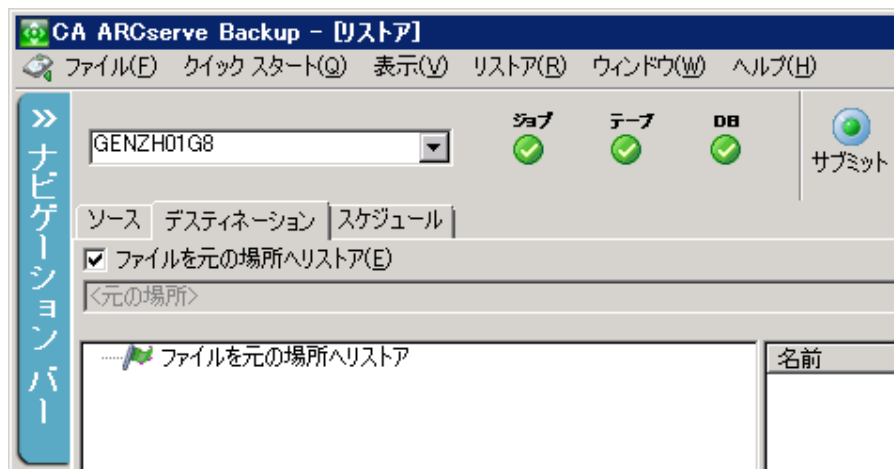 CA ARCserve Backup - [リストア]
ファイル(F) クイック スタート(Q) 表示(V) リストア(R) ウィンドウ(W) ヘルプ(H)
ジョブ テープ DB
GENZH01G8
サブミット
ナビゲーション バー
ソース デスティネーション スケジュール
ファイルを元の場所へリストア(E)
<元の場所>
ファイルを元の場所へリストア
名前